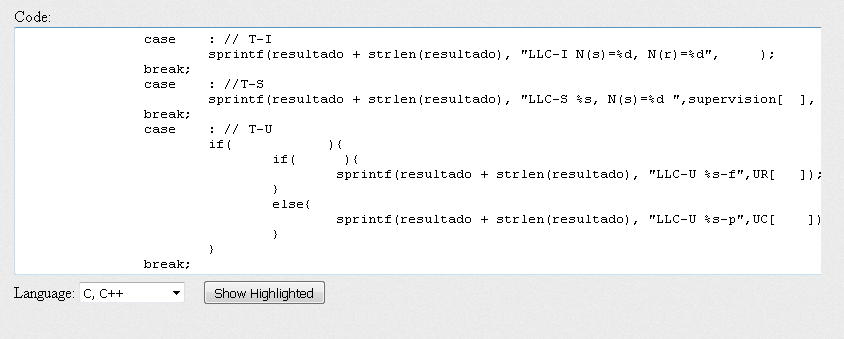 Code:
case    : // T-I
sprintf(resultado + strlen(resultado), "LLC-I N(s)=%d, N(r)=%d",     );
break;
case    : //T-S
sprintf(resultado + strlen(resultado), "LLC-S %s, N(s)=%d ",supervision[  ],
break;
case    : // T-U
if(            ){
if(      ){
sprintf(resultado + strlen(resultado), "LLC-U %s-f",UR[   ]);
}
else{
sprintf(resultado + strlen(resultado), "LLC-U %s-p",UC[    ])
}
}
break;
Language: C, C++ Show Highlighted